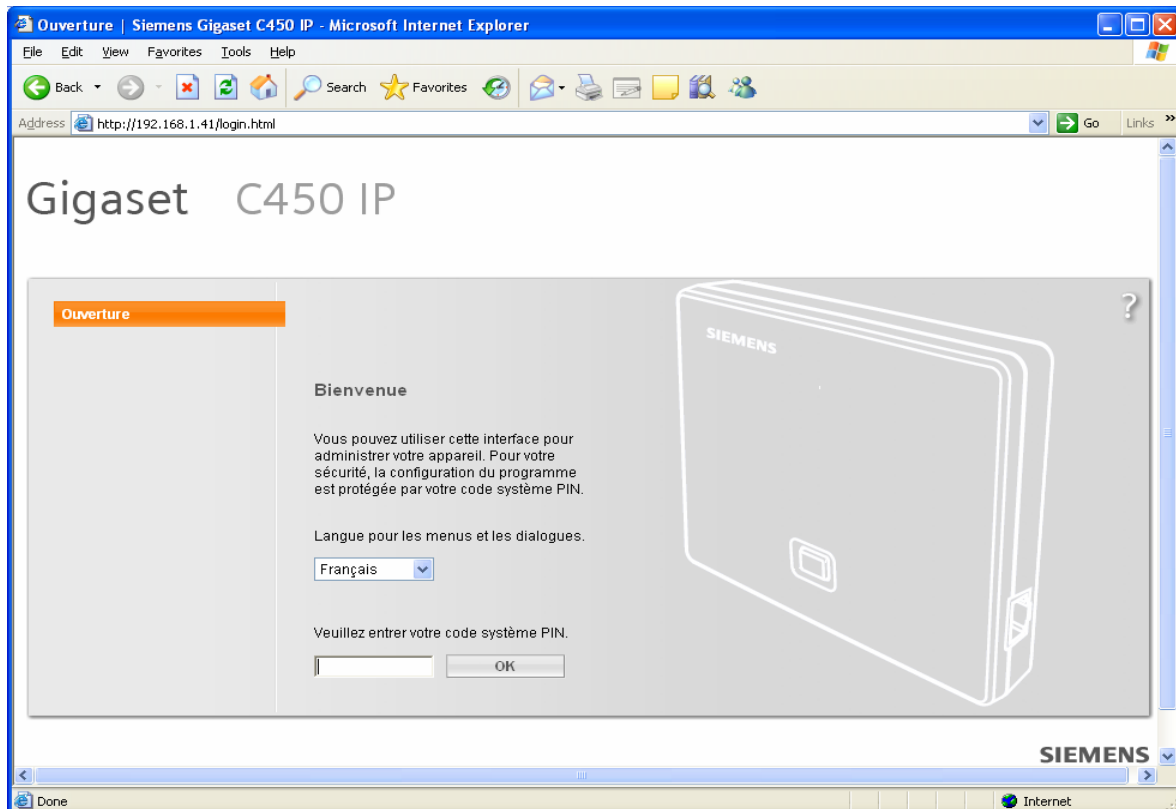 Ouverture | Siemens Gigaset C450 IP - Microsoft Internet Explorer
File Edit View Favorites Tools Help
Back Search Favorites
Address http://192.168.1.41/login.html Go Links »
Gigaset C450 IP
Ouverture
?
SIEMENS
Bienvenue
Vous pouvez utiliser cette interface pour
administrer votre appareil. Pour votre
sécurité, la configuration du programme
est protégée par votre code système PIN.
Langue pour les menus et les dialogues.
Français
Veuillez entrer votre code système PIN.
OK
SIEMENS
Done Internet